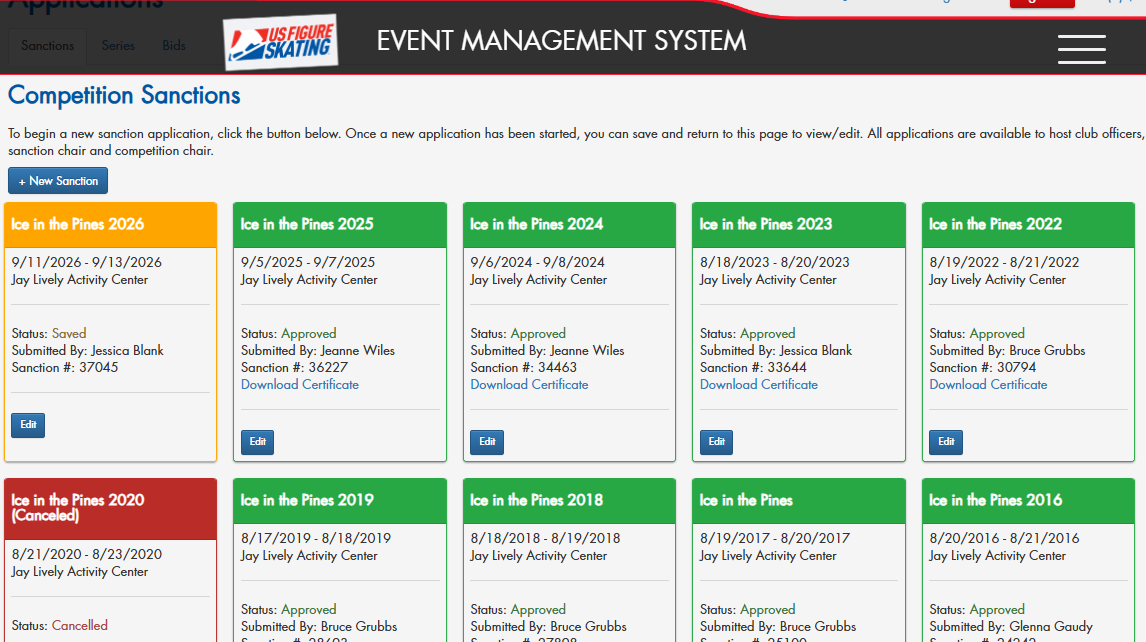 Applications
Sanctions Series Bids
US FIGURE
SKATING
EVENT MANAGEMENT SYSTEM
Competition Sanctions
To begin a new sanction application, click the button below. Once a new application has been started, you can save and return to this page to view/edit. All applications are available to host club officers,
sanction chair and competition chair.
+ New Sanction
Ice in the Pines 2026
9/11/2026 - 9/13/2026
Jay Lively Activity Center
Status: Saved
Submitted By: Jessica Blank
Sanction #: 37045
Edit
Ice in the Pines 2025
9/5/2025 - 9/7/2025
Jay Lively Activity Center
Status: Approved
Submitted By: Jeanne Wiles
Sanction #: 36227
Download Certificate
Edit
Ice in the Pines 2024
9/6/2024 - 9/8/2024
Jay Lively Activity Center
Status: Approved
Submitted By: Jeanne Wiles
Sanction #: 34463
Download Certificate
Edit
Ice in the Pines 2023
8/18/2023 - 8/20/2023
Jay Lively Activity Center
Status: Approved
Submitted By: Jessica Blank
Sanction #: 33644
Download Certificate
Edit
Ice in the Pines 2022
8/19/2022 - 8/21/2022
Jay Lively Activity Center
Status: Approved
Submitted By: Bruce Grubbs
Sanction #: 30794
Download Certificate
Edit
Ice in the Pines 2020
(Canceled)
8/21/2020 - 8/23/2020
Jay Lively Activity Center
Status: Cancelled
Ice in the Pines 2019
8/17/2019 - 8/18/2019
Jay Lively Activity Center
Status: Approved
Submitted By: Bruce Grubbs
Ice in the Pines 2018
8/18/2018 - 8/19/2018
Jay Lively Activity Center
Status: Approved
Submitted By: Bruce Grubbs
Ice in the Pines
8/19/2017 - 8/20/2017
Jay Lively Activity Center
Status: Approved
Submitted By: Bruce Grubbs
Ice in the Pines 2016
8/20/2016 - 8/21/2016
Jay Lively Activity Center
Status: Approved
Submitted By: Glenna Gaudy